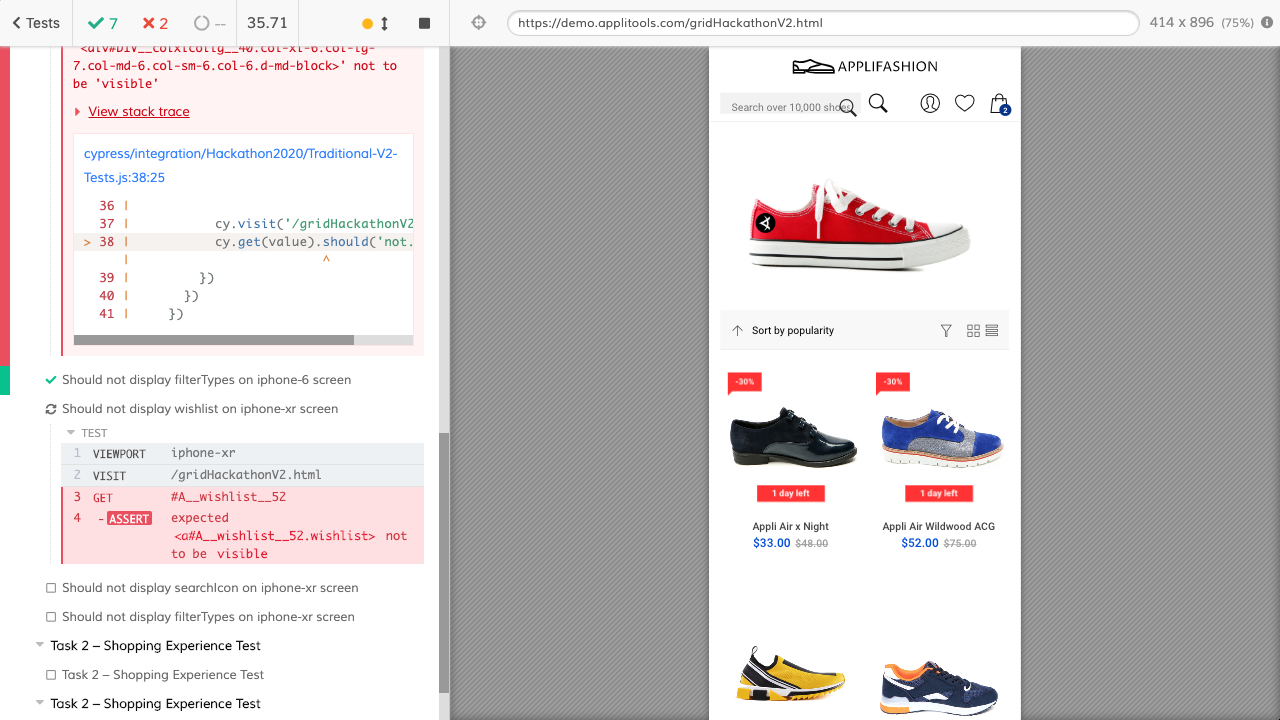 Tests
7
2
--
35.71
https://demo.applitools.com/gridHackathonV2.html
414 x 896 (75%)
<div#DIV__colxlcollg__40.col-xl-6.col-lg-
7.col-md-6.col-sm-6.col-6.d-md-block>' not to
be 'visible'
View stack trace
cypress/integration/Hackathon2020/Traditional-V2-
Tests.js:38:25
36 |
37 | cy.visit('/gridHackathonV2
> 38 | cy.get(value).should('not.
| ^
39 | })
40 | })
41 | })
Should not display filterTypes on iphone-6 screen
Should not display wishlist on iphone-xr screen
TEST
1 VIEWPORT iphone-xr
2 VISIT /gridHackathonV2.html
3 GET #A__wishlist__52
4 -ASSERT expected
<a#A__wishlist__52.wishlist> not
to be visible
Should not display searchIcon on iphone-xr screen
Should not display filterTypes on iphone-xr screen
Task 2 – Shopping Experience Test
Task 2 – Shopping Experience Test
Task 2 – Shopping Experience Test
APPLIFASHION
Search over 10,000 shoes
2
Sort by popularity
-30%
-30%
1 day left
1 day left
Appli Air x Night
Appli Air Wildwood ACG
$33.00 $48.00
$52.00 $75.00